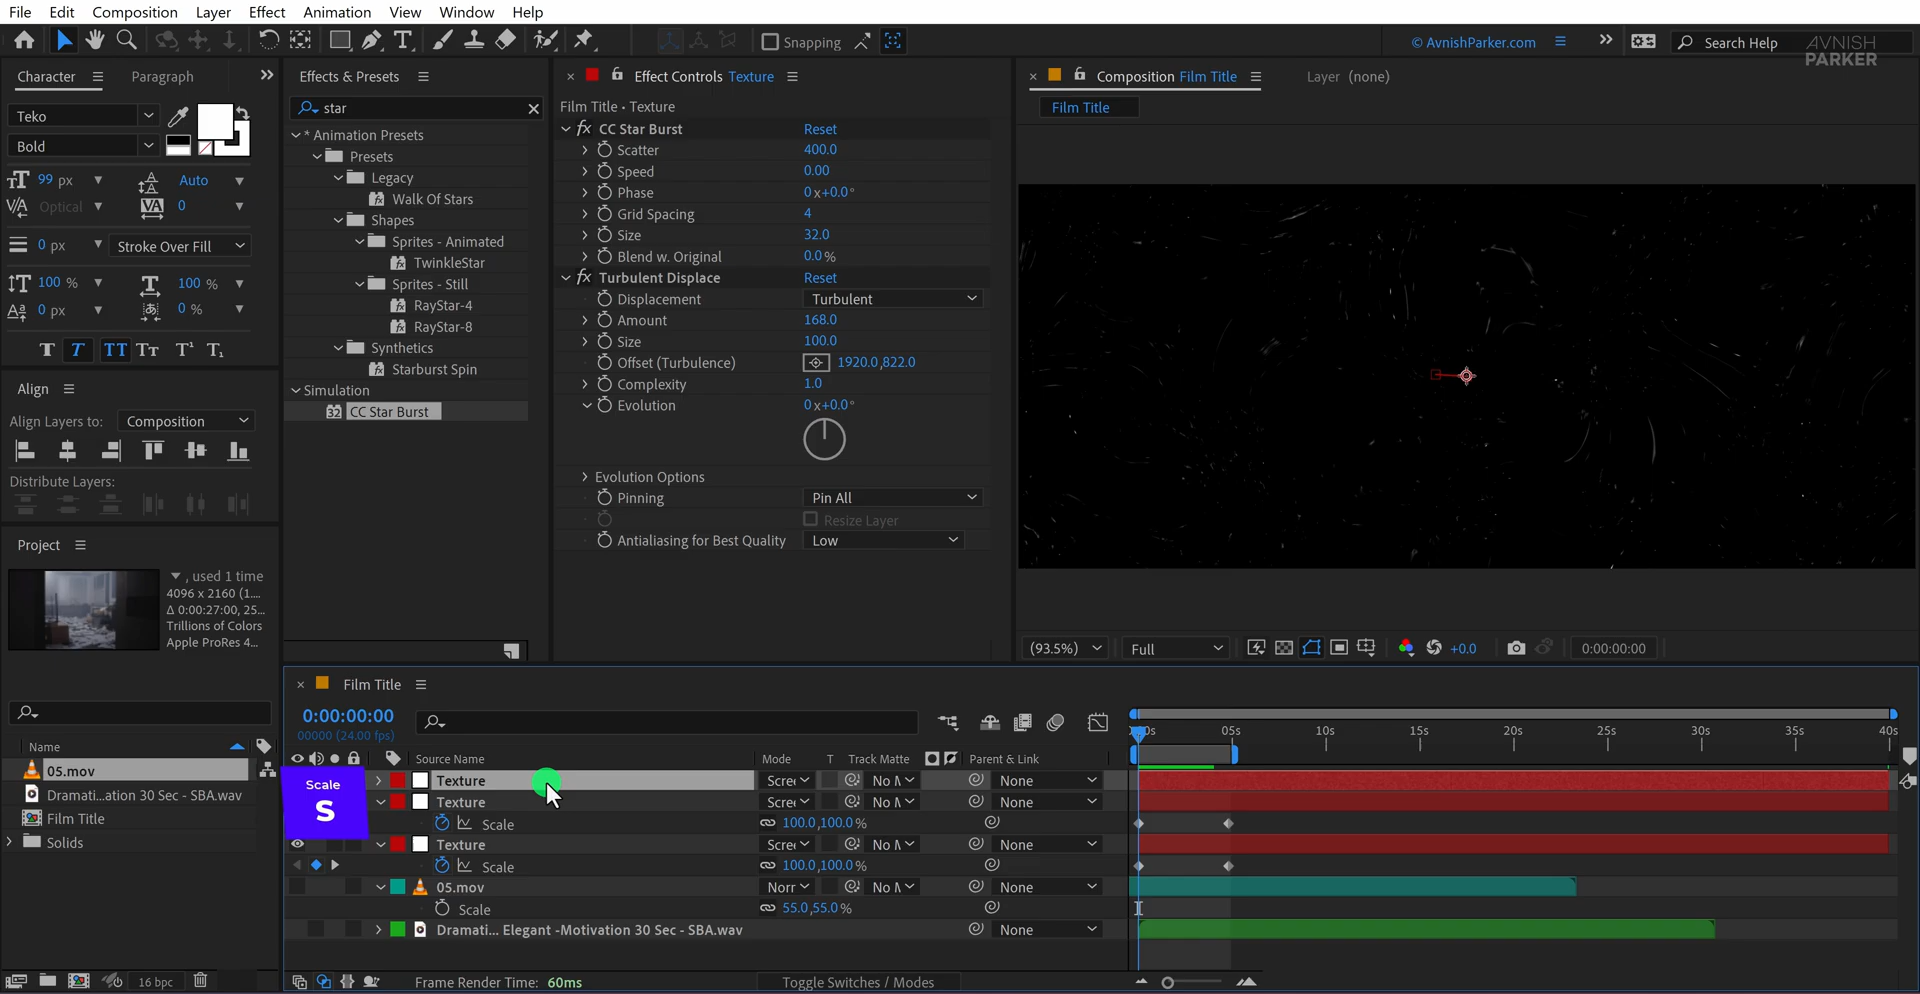 File Edit Composition Layer Effect Animation View Window Help
Snapping
© AvnishParker.com
Search Help
AVNISH PARKER
Character
Paragraph
Teko
Bold
99 px
Auto
Optical
0
0 px
Stroke Over Fill
100 %
100 %
0 px
0 %
Align
Align Layers to:
Composition
Distribute Layers:
Project
, used 1 time
4096 x 2160 (1....
Δ 0:00:27:00, 25...
Trillions of Colors
Apple ProRes 4...
Name
05.mov
Dramati...ation 30 Sec - SBA.wav
Film Title
Solids
16 bpc
Effects & Presets
star
* Animation Presets
Presets
Legacy
Walk Of Stars
Shapes
Sprites - Animated
TwinkleStar
Sprites - Still
RayStar-4
RayStar-8
Synthetics
Starburst Spin
Simulation
32 CC Star Burst
Effect Controls Texture
Film Title • Texture
fx CC Star Burst Reset
Scatter 400.0
Speed 0.00
Phase 0 x+0.0°
Grid Spacing 4
Size 32.0
Blend w. Original 0.0 %
fx Turbulent Displace Reset
Displacement Turbulent
Amount 168.0
Size 100.0
Offset (Turbulence) 1920.0,822.0
Complexity 1.0
Evolution 0 x+0.0°
Evolution Options
Pinning Pin All
Resize Layer
Antialiasing for Best Quality Low
Composition Film Title
Layer (none)
Film Title
(93.5%)
Full
+0.0
0:00:00:00
Film Title
0:00:00:00
00000 (24.00 fps)
Source Name Mode T Track Matte Parent & Link
05s 10s 15s 20s 25s 30s 35s 40s
Scale
S
Texture None
Texture None
Scale 100.0,100.0 %
Texture None
Scale 100.0,100.0 %
05.mov None
Scale 55.0,55.0 %
Dramati... Elegant -Motivation 30 Sec - SBA.wav None
Frame Render Time: 60ms
Toggle Switches / Modes